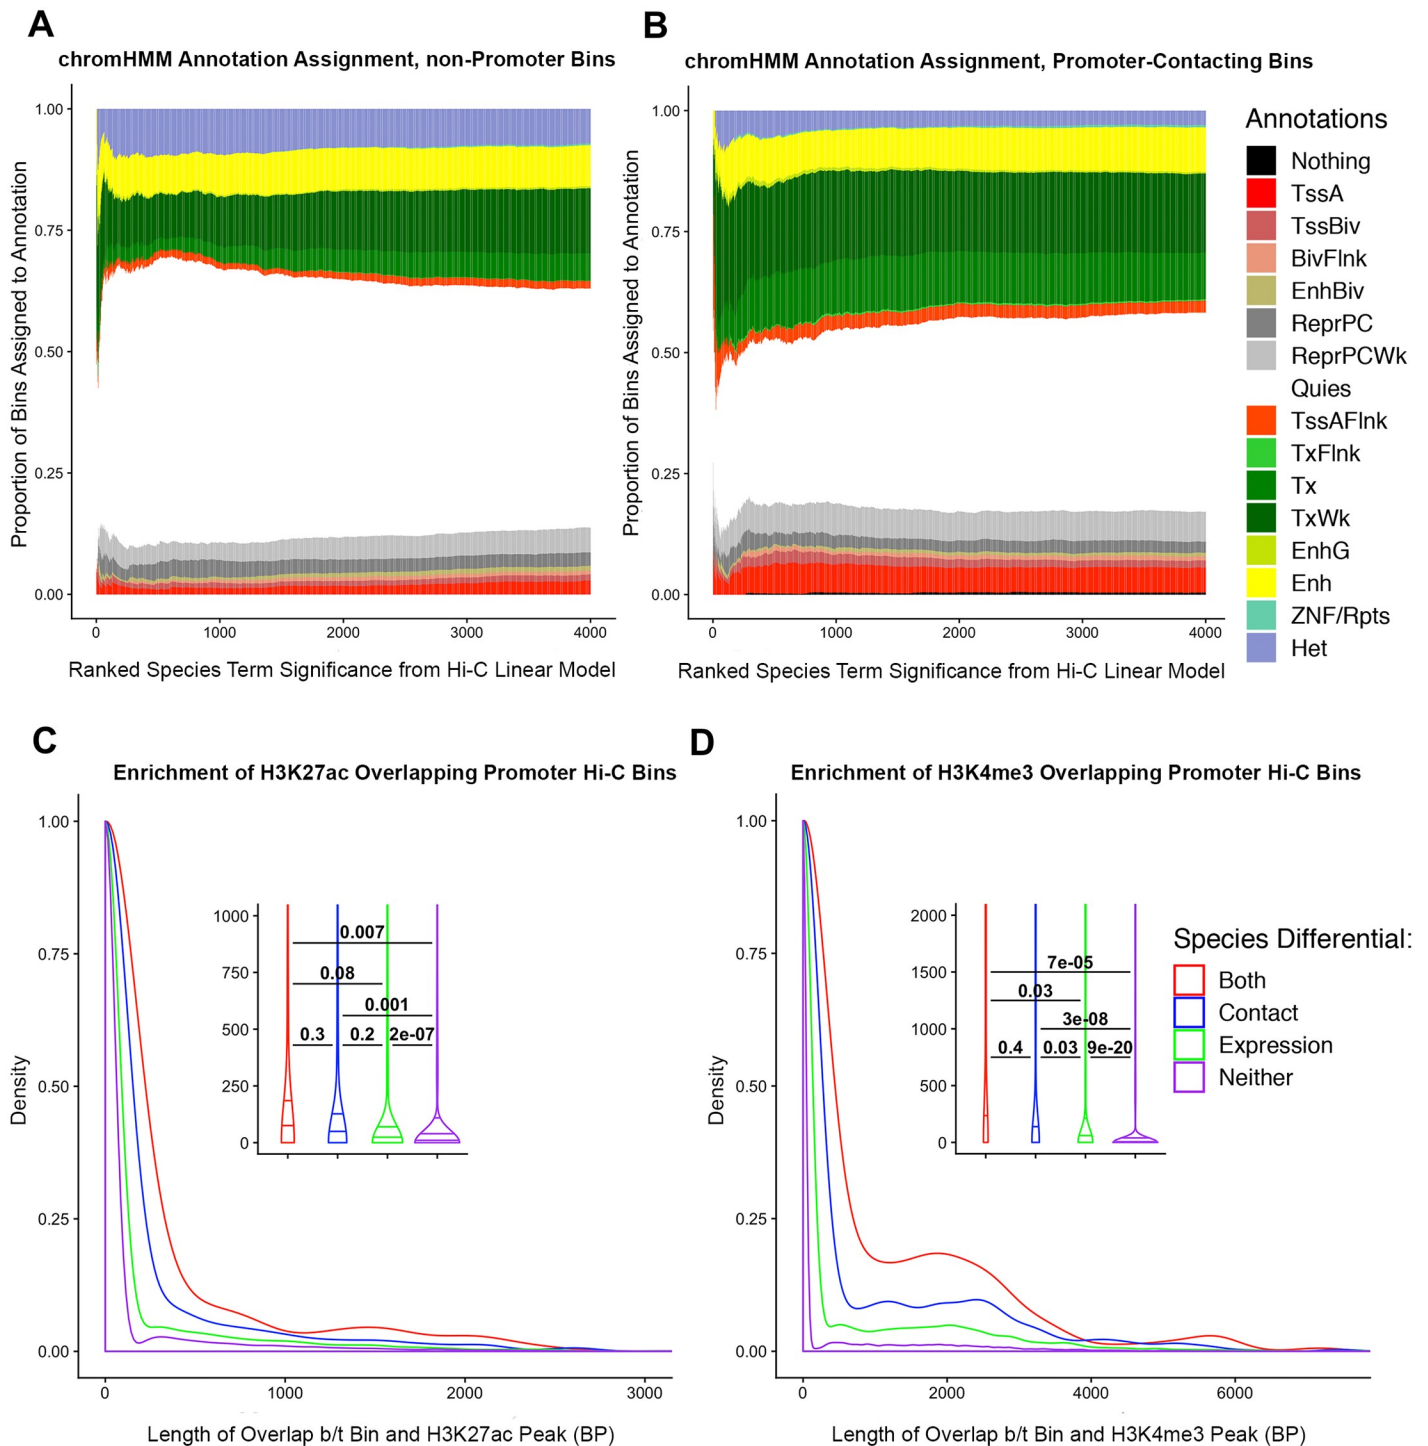 A
chromHMM Annotation Assignment, non-Promoter Bins
Proportion of Bins Assigned to Annotation
1.00
0.75
0.50
0.25
0.00
0 1000 2000 3000 4000
Ranked Species Term Significance from Hi-C Linear Model
B
chromHMM Annotation Assignment, Promoter-Contacting Bins
Proportion of Bins Assigned to Annotation
1.00
0.75
0.50
0.25
0.00
0 1000 2000 3000 4000
Ranked Species Term Significance from Hi-C Linear Model
Annotations
Nothing
TssA
TssBiv
BivFlnk
EnhBiv
ReprPC
ReprPCWk
Quies
TssAFlnk
TxFlnk
Tx
TxWk
EnhG
Enh
ZNF/Rpts
Het
C
Enrichment of H3K27ac Overlapping Promoter Hi-C Bins
Density
1.00
0.75
0.50
0.25
0.00
0 1000 2000 3000
Length of Overlap b/t Bin and H3K27ac Peak (BP)
1000
750
500
250
0
0.007
0.08
0.001
0.3 0.2 2e-07
D
Enrichment of H3K4me3 Overlapping Promoter Hi-C Bins
Density
1.00
0.75
0.50
0.25
0.00
0 2000 4000 6000
Length of Overlap b/t Bin and H3K4me3 Peak (BP)
2000
1500
1000
500
0
7e-05
0.03
3e-08
0.4 0.03 9e-20
Species Differential:
Both
Contact
Expression
Neither